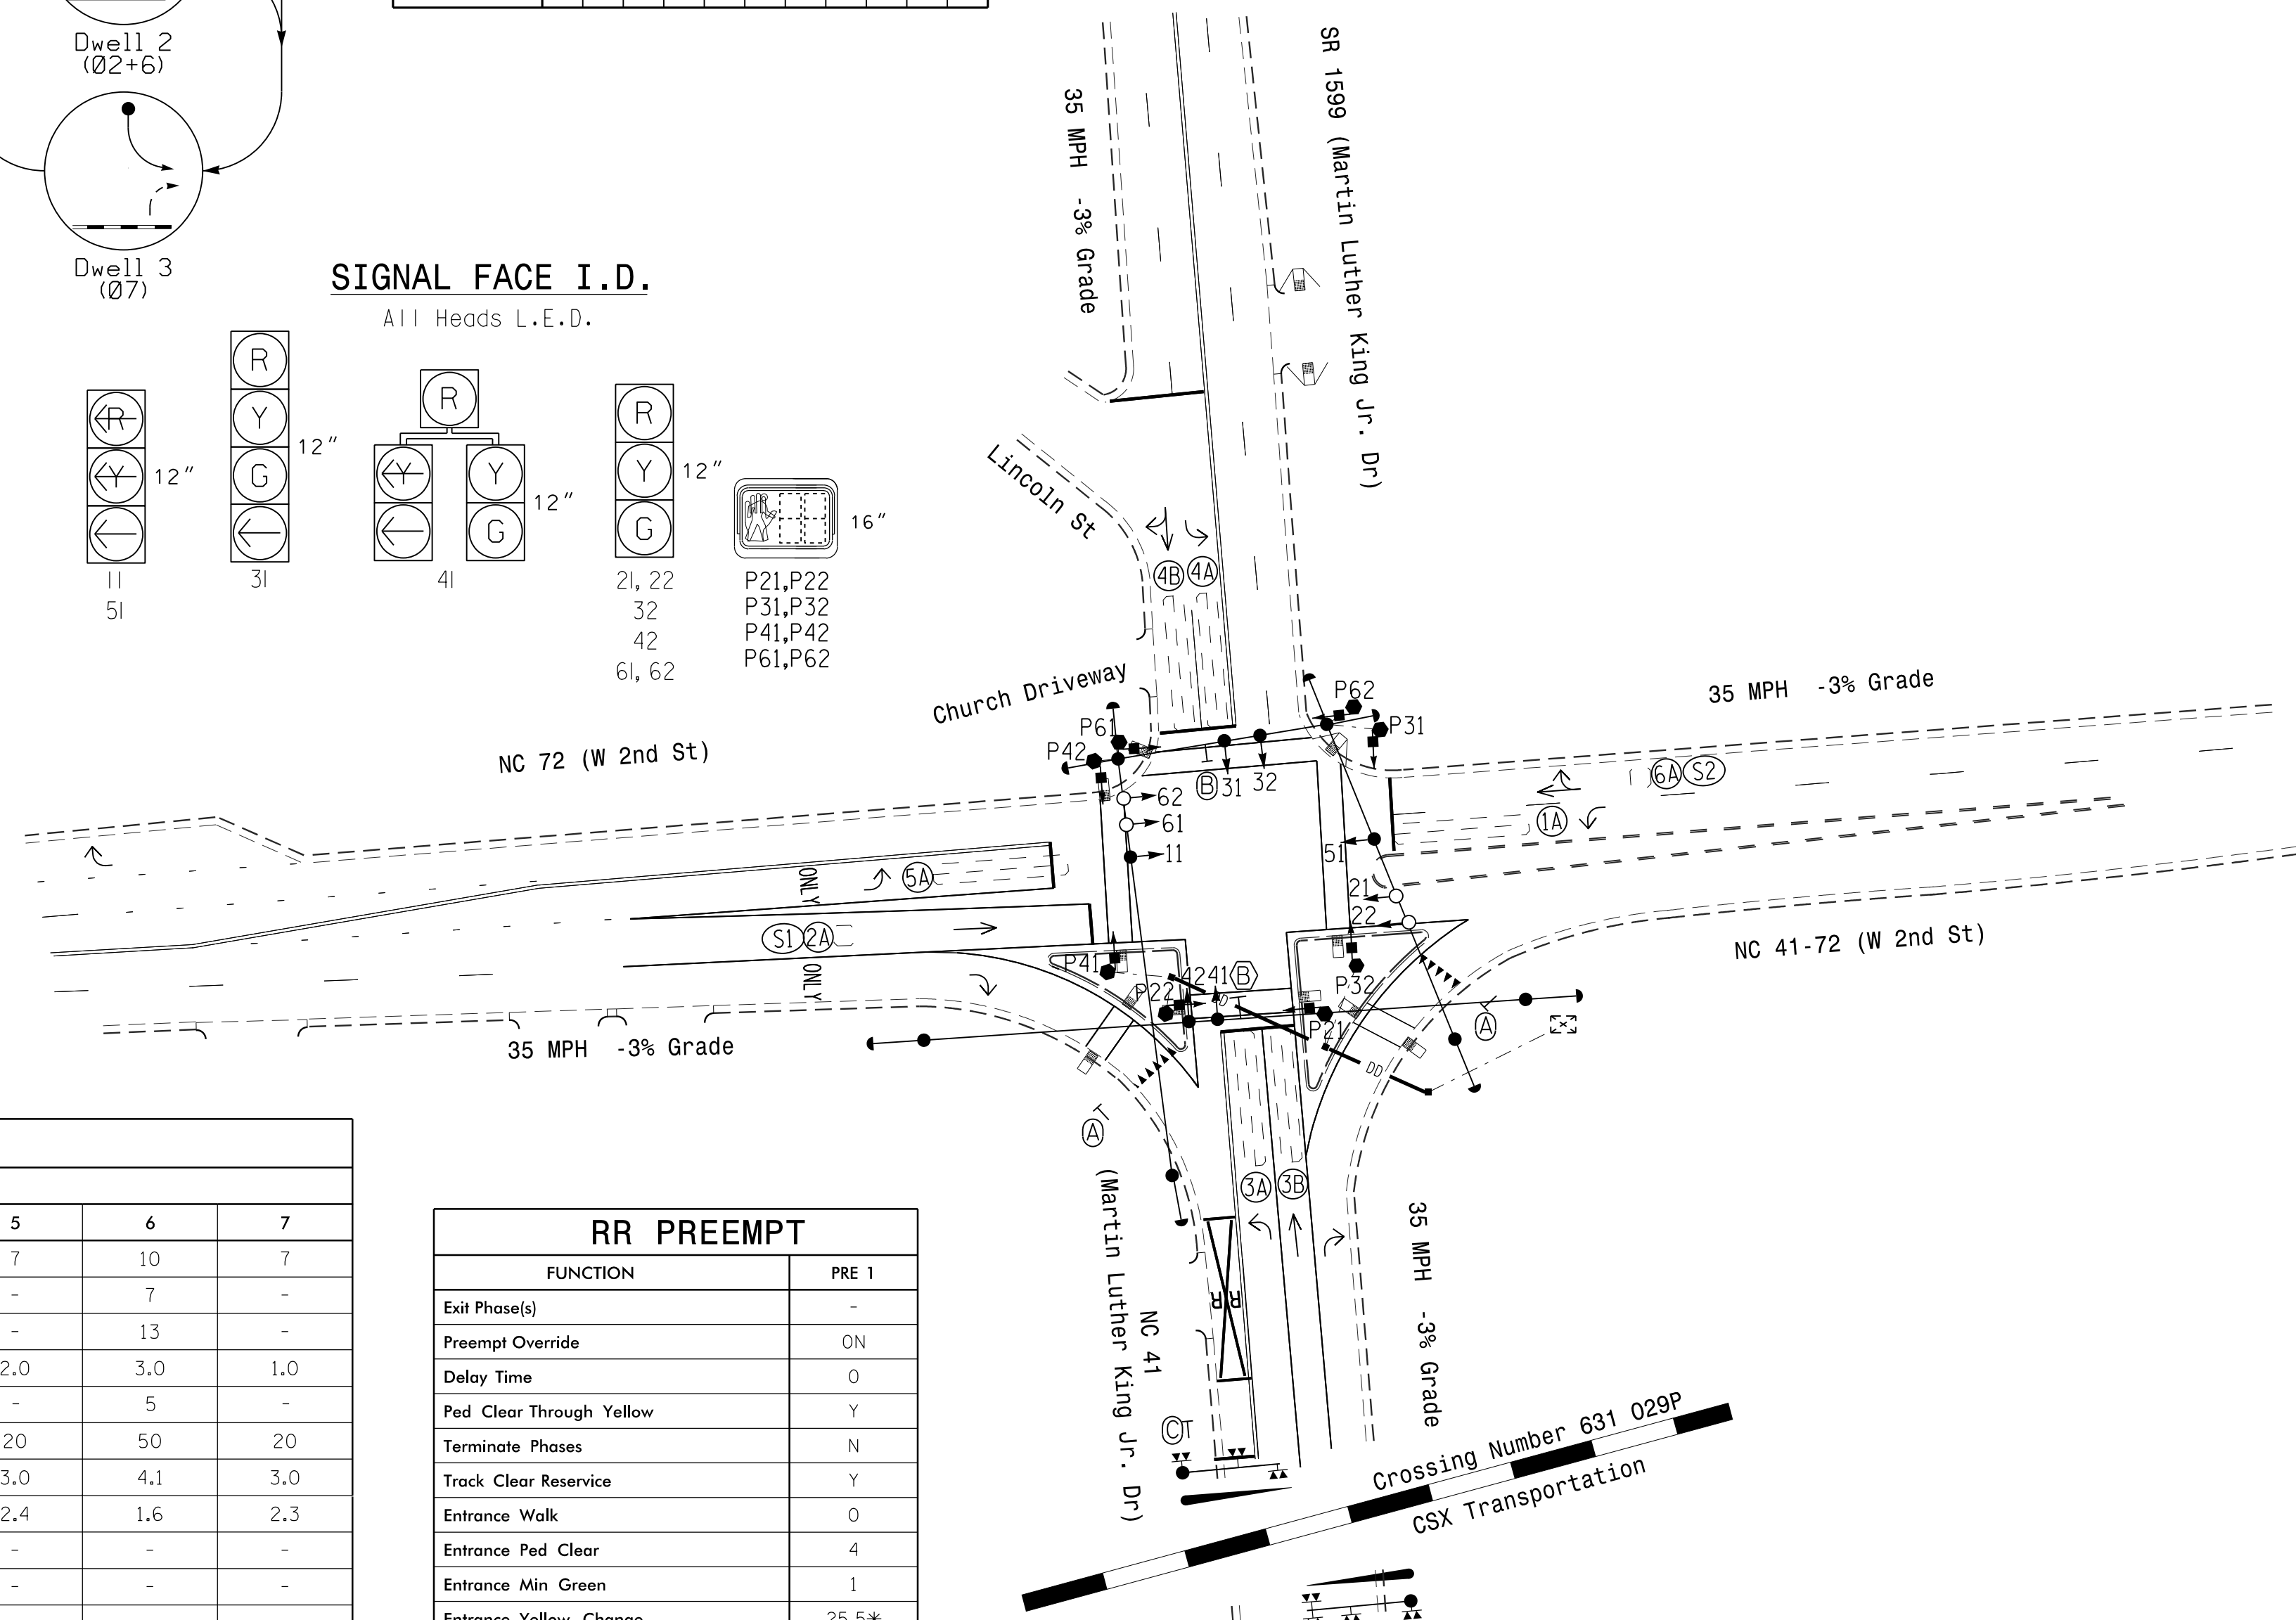 Dwell 2
(Ø2+6)
Dwell 3
(Ø7)
SIGNAL FACE I.D.
All Heads L.E.D.
R
Y
12"
11
51
R
Y
G
12"
31
R
Y
Y
G
12"
41
R
Y
G
12"
21, 22
32
42
61, 62
16"
P21,P22
P31,P32
P41,P42
P61,P62
35 MPH -3% Grade
SR 1599 (Martin Luther King Jr. Dr)
Lincoln St
4B
4A
Church Driveway
NC 72 (W 2nd St)
P61
P42
P62
P31
B
31
32
62
61
11
51
21
22
35 MPH -3% Grade
6A
S2
1A
NC 41-72 (W 2nd St)
ONLY
5A
S1
2A
ONLY
35 MPH -3% Grade
P41
P22
42
41
B
P32
P21
D
DD
A
A
3A
3B
(Martin Luther King Jr. Dr)
NC 41
R R
35 MPH -3% Grade
C
Crossing Number 631 029P
CSX Transportation
5 6 7
7 10 7
- 7 -
- 13 -
2.0 3.0 1.0
- 5 -
20 50 20
3.0 4.1 3.0
2.4 1.6 2.3
- - -
- - -
RR PREEMPT
FUNCTION PRE 1
Exit Phase(s) -
Preempt Override ON
Delay Time 0
Ped Clear Through Yellow Y
Terminate Phases N
Track Clear Reservice Y
Entrance Walk 0
Entrance Ped Clear 4
Entrance Min Green 1
Entrance Yellow Change 25.5*